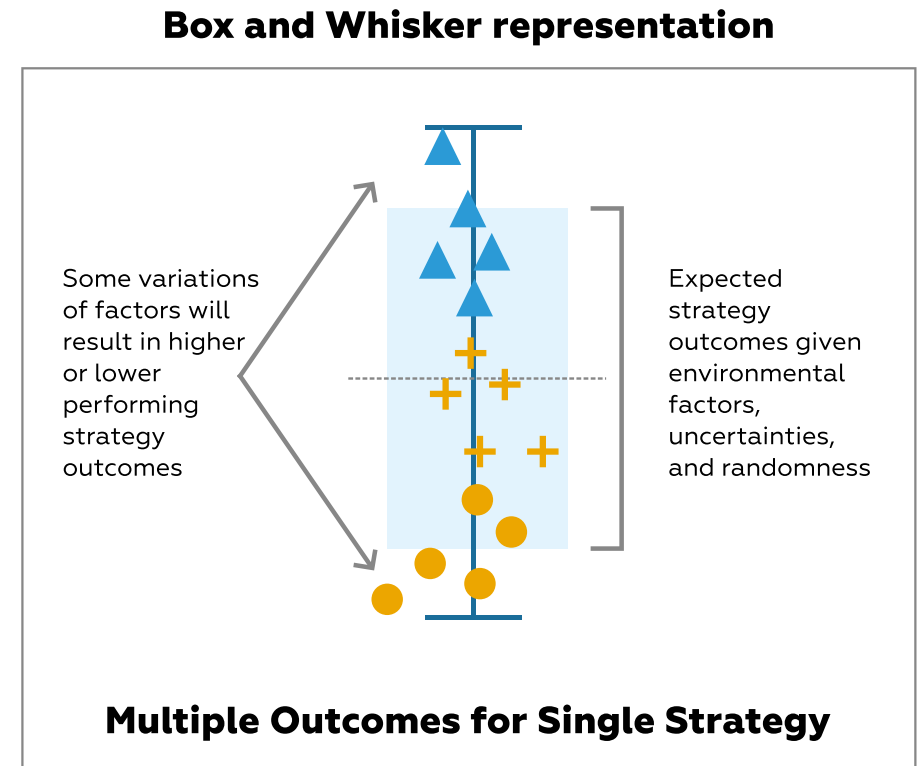 Box and Whisker representation
Some variations
of factors will
result in higher
or lower
performing
strategy
outcomes
Expected
strategy
outcomes given
environmental
factors,
uncertainties,
and randomness
Multiple Outcomes for Single Strategy